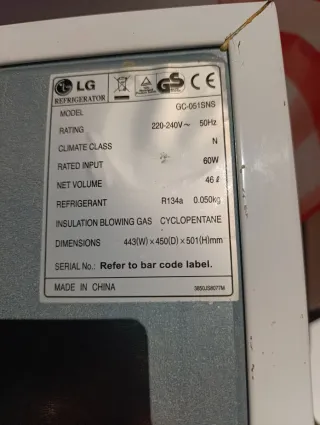 LG
REFRIGERATOR
GS CE
MODEL GC-051SNS
RATING 220-240V~ 50Hz
CLIMATE CLASS N
RATED INPUT 60W
NET VOLUME 46ℓ
REFRIGERANT R134a 0.050kg
INSULATION BLOWING GAS CYCLOPENTANE
DIMENSIONS 443(W)×450(D)×501(H)mm
SERIAL No.: Refer to bar code label.
MADE IN CHINA 3850JS8077M